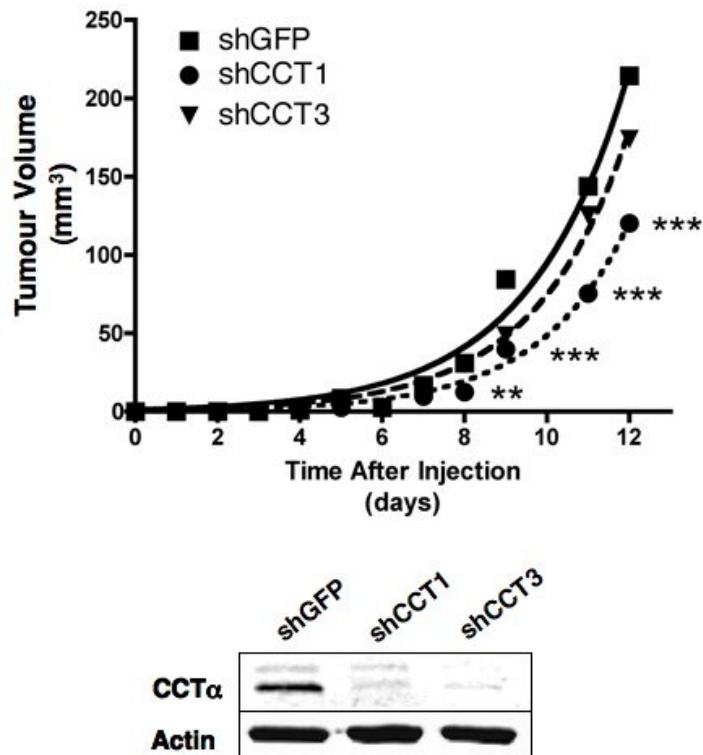 250
shGFP
shCCT1
200
shCCT3
150
100
50
0
Tumour Volume
(mm³)
***
***
***
**
0 2 4 6 8 10 12
Time After Injection
(days)
shGFP shCCT1 shCCT3
CCTα
Actin